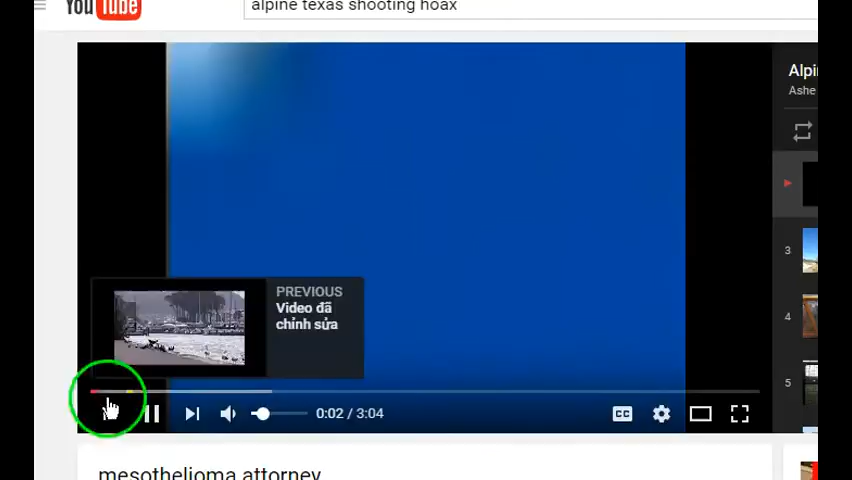 YouTube
alpine texas shooting hoax
Alpi
Ashe
PREVIOUS
Video đã
chỉnh sửa
3
4
5
0:02 / 3:04
CC
mesothelioma attorney